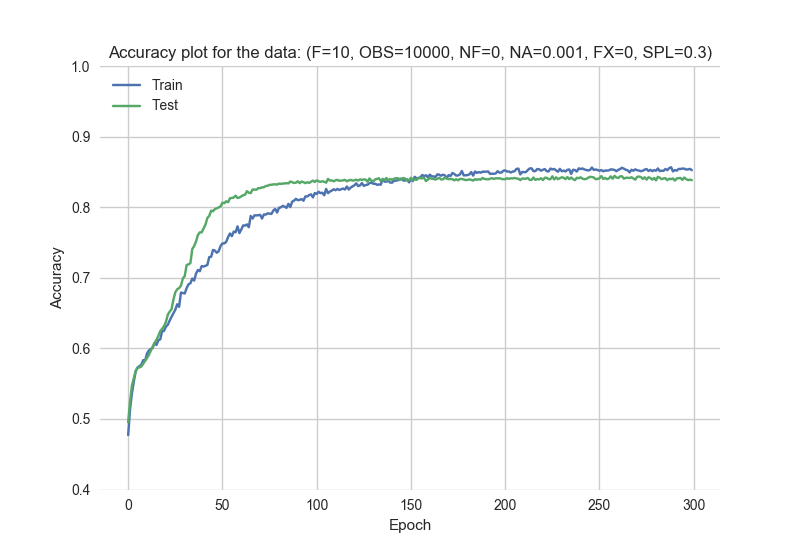 Accuracy plot for the data: (F=10, OBS=10000, NF=0, NA=0.001, FX=0, SPL=0.3)
1.0
Train
Test
0.9
0.8
0.7
Accuracy
0.6
0.5
0.4
0 50 100 150 200 250 300
Epoch